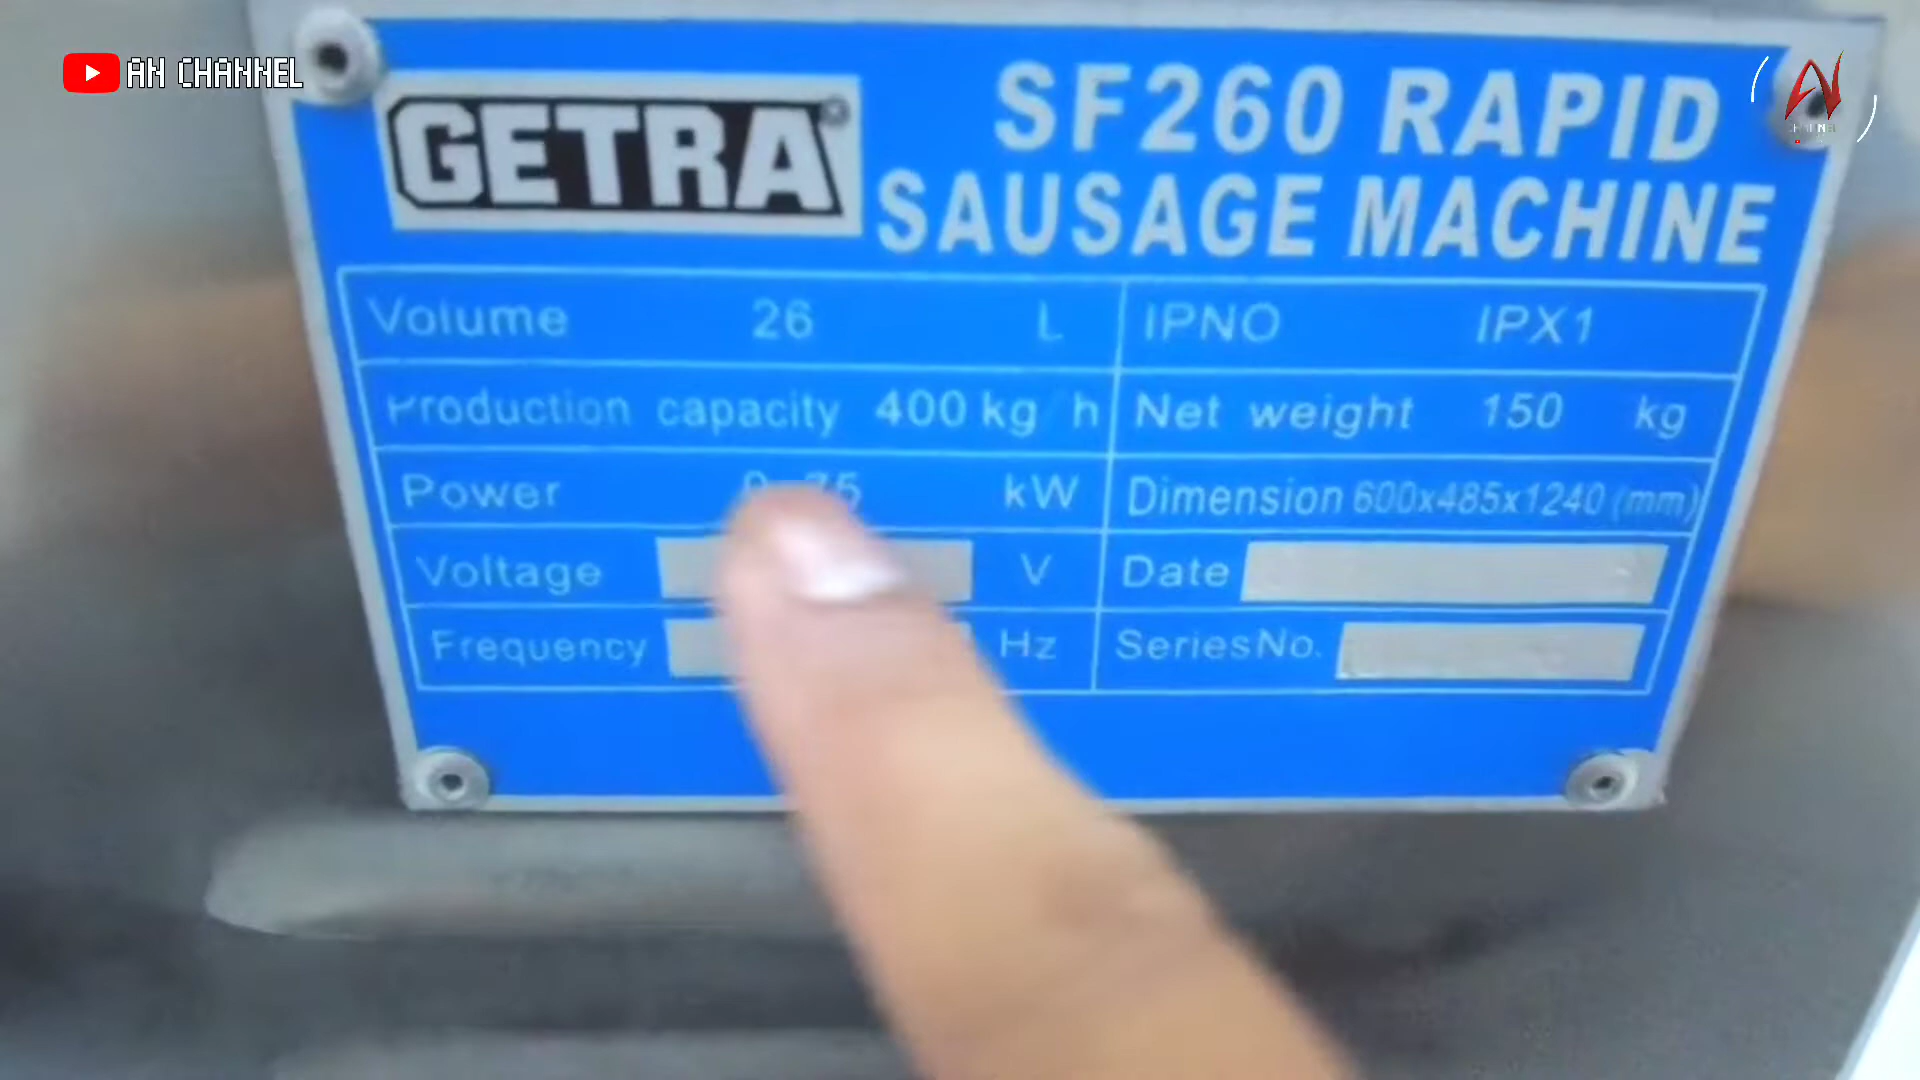 AN CHANNEL
GETRA
SF260 RAPID
SAUSAGE MACHINE
Volume 26 L
IPNO IPX1
Production capacity 400 kg/h
Net weight 150 kg
Power 0.75 kW
Dimension 600x485x1240 (mm)
Voltage V
Date
Frequency Hz
SeriesNo.